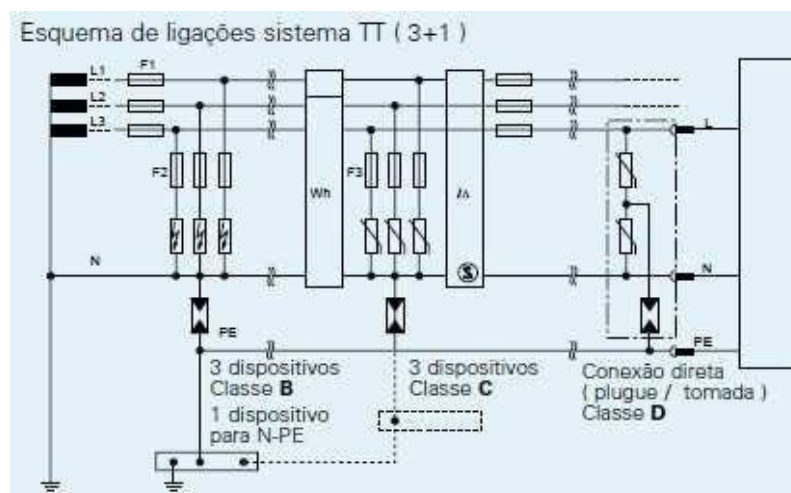 Esquema de ligações sistema TT ( 3+1 )
L1
F1
L2
L3
L
F2
F3
Wh
I∆
S
N
N
PE
PE
3 dispositivos
Classe B
1 dispositivo
para N-PE
3 dispositivos
Classe C
Conexão direta
( plugue / tomada )
Classe D